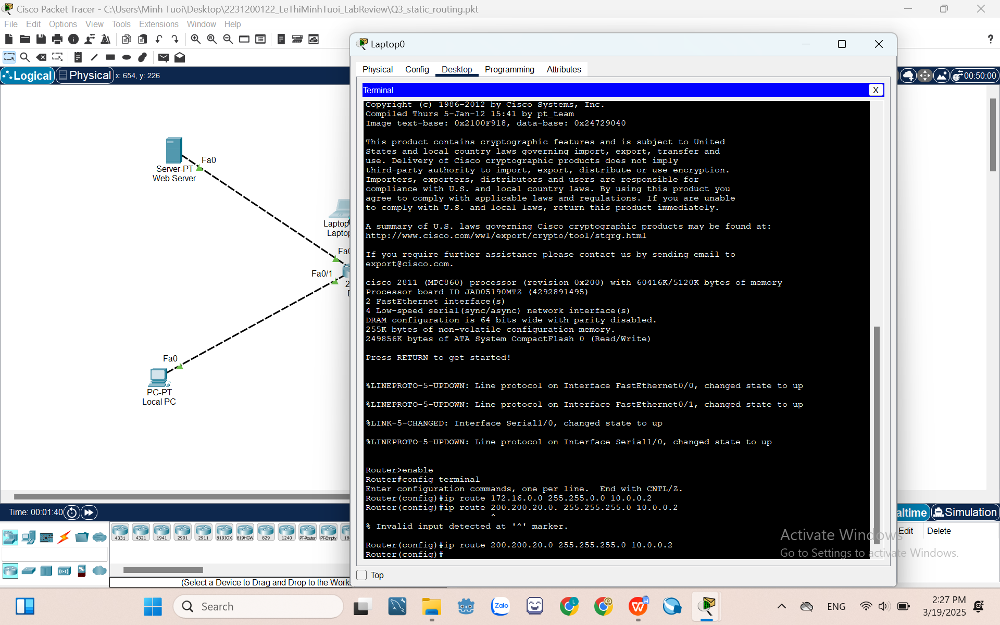 Cisco Packet Tracer - C:\Users\Minh Tuoi\Desktop\2231200122_LeThiMinhTuoi_LabReview\Q3_static_routing.pkt
File Edit Options View Tools Extensions Window Help
Logical Physical x: 654, y: 226
00:50:00
Server-PT
Web Server
Fa0
Laptop
Fa0/1
Fa0
PC-PT
Local PC
Laptop0
Physical Config Desktop Programming Attributes
Terminal X
Copyright (c) 1986-2012 by Cisco Systems, Inc.
Compiled Thurs 5-Jan-12 15:41 by pt_team
Image text-base: 0x2100F918, data-base: 0x24729040
This product contains cryptographic features and is subject to United
States and local country laws governing import, export, transfer and
use. Delivery of Cisco cryptographic products does not imply
third-party authority to import, export, distribute or use encryption.
Importers, exporters, distributors and users are responsible for
compliance with U.S. and local country laws. By using this product you
agree to comply with applicable laws and regulations. If you are unable
to comply with U.S. and local laws, return this product immediately.
A summary of U.S. laws governing Cisco cryptographic products may be found at:
http://www.cisco.com/wwl/export/crypto/tool/stqrg.html
If you require further assistance please contact us by sending email to
export@cisco.com.
cisco 2811 (MPC860) processor (revision 0x200) with 60416K/5120K bytes of memory
Processor board ID JAD05190MTZ (4292891495)
2 FastEthernet interface(s)
4 Low-speed serial(sync/async) network interface(s)
DRAM configuration is 64 bits wide with parity disabled.
255K bytes of non-volatile configuration memory.
249856K bytes of ATA System CompactFlash 0 (Read/Write)
Press RETURN to get started!
%LINEPROTO-5-UPDOWN: Line protocol on Interface FastEthernet0/0, changed state to up
%LINEPROTO-5-UPDOWN: Line protocol on Interface FastEthernet0/1, changed state to up
%LINK-5-CHANGED: Interface Serial1/0, changed state to up
%LINEPROTO-5-UPDOWN: Line protocol on Interface Serial1/0, changed state to up
Router>enable
Router#config terminal
Enter configuration commands, one per line.  End with CNTL/Z.
Router(config)#ip route 172.16.0.0 255.255.0.0 10.0.0.2
Router(config)#ip route 200.200.20.0. 255.255.255.0 10.0.0.2
^
% Invalid input detected at '^' marker.
Router(config)#ip route 200.200.20.0 255.255.255.0 10.0.0.2
Router(config)#
Top
Time: 00:01:40
altime Simulation
Edit Delete
4331 4321 1941 2901 2911 819IOX 819HGW 829 1240 PT-Router PT-Empty
(Select a Device to Drag and Drop to the Work
Activate Windows
Go to Settings to activate Windows.
Search
Zalo
ENG
2:27 PM
3/19/2025